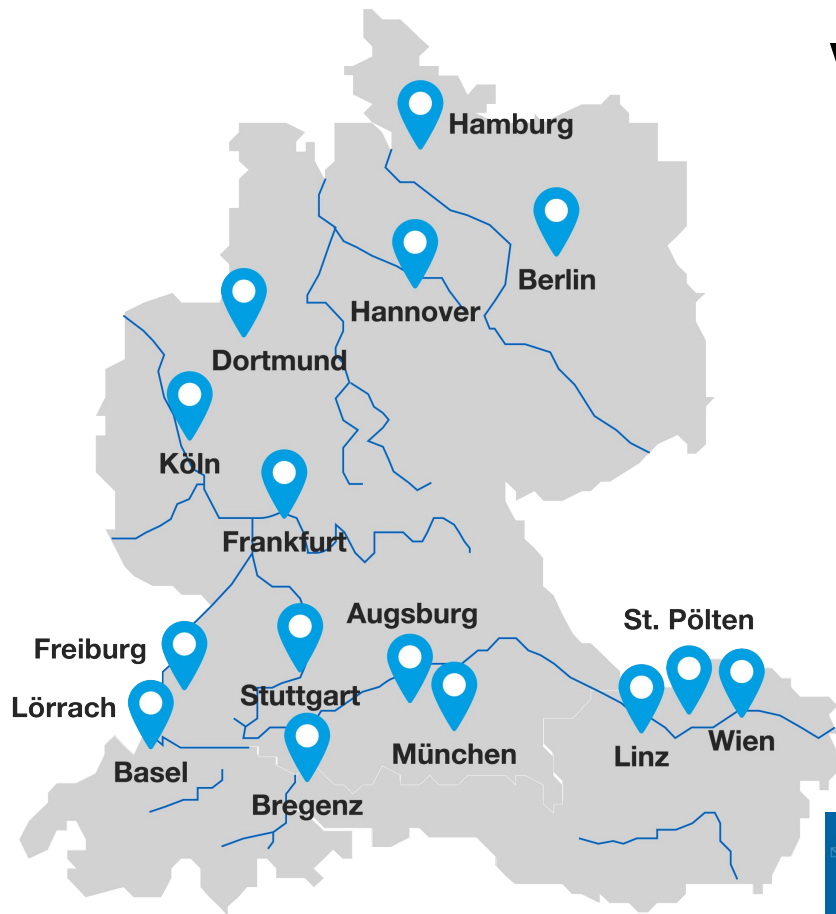 Hamburg
Berlin
Hannover
Dortmund
Köln
Frankfurt
Augsburg
St. Pölten
Freiburg
Stuttgart
Lörrach
Wien
München
Linz
Basel
Bregenz